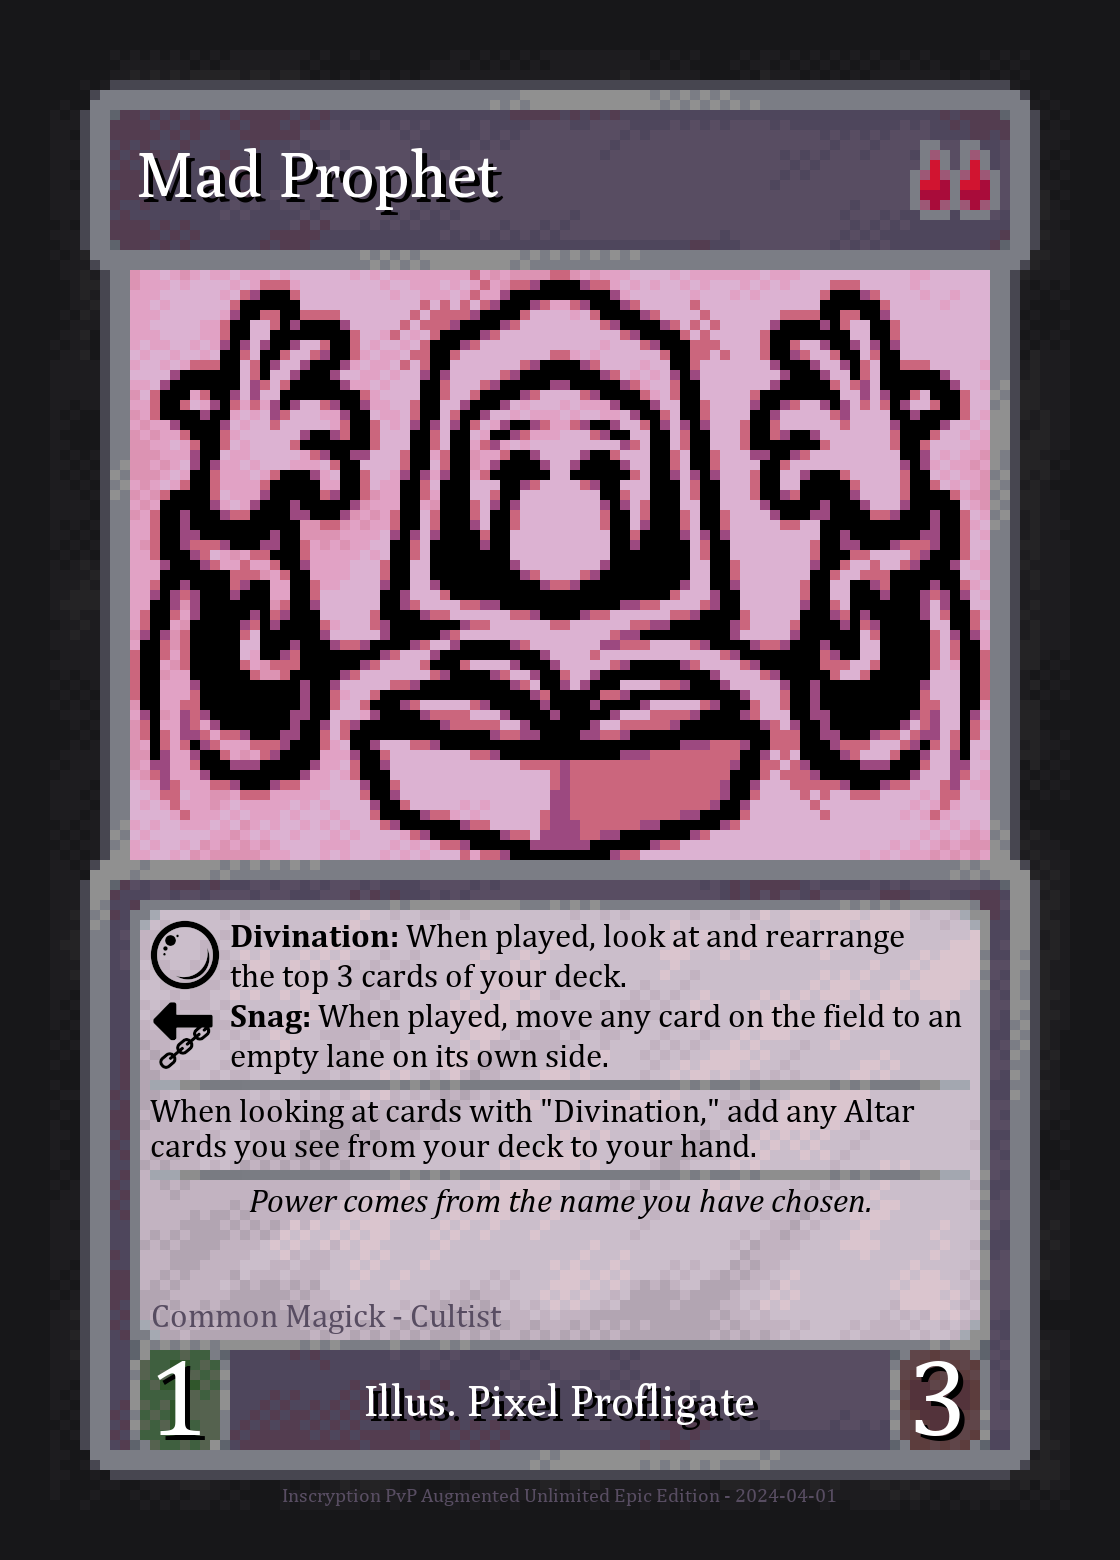 Mad Prophet
Divination: When played, look at and rearrange
the top 3 cards of your deck.
Snag: When played, move any card on the field to an
empty lane on its own side.
When looking at cards with "Divination," add any Altar
cards you see from your deck to your hand.
Power comes from the name you have chosen.
Common Magick - Cultist
1
Illus. Pixel Profligate
3
Inscryption PvP Augmented Unlimited Epic Edition - 2024-04-01